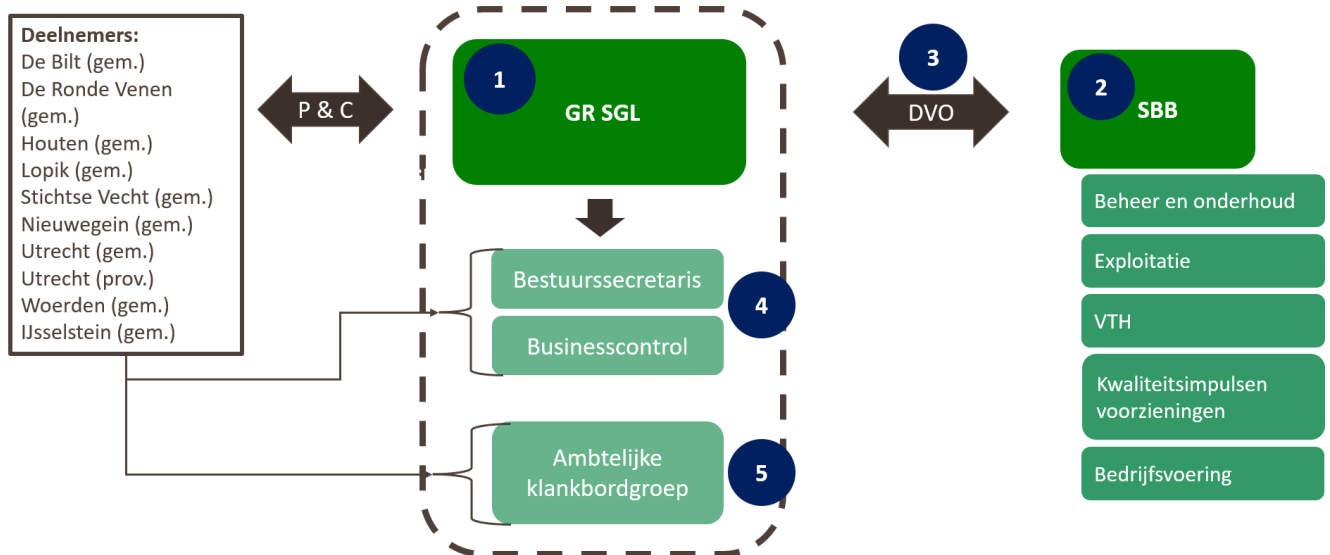 Deelnemers:
De Bilt (gem.)
De Ronde Venen
(gem.)
Houten (gem.)
Lopik (gem.)
Stichtse Vecht (gem.)
Nieuwegein (gem.)
Utrecht (gem.)
Utrecht (prov.)
Woerden (gem.)
IJsselstein (gem.)
P & C
1
GR SGL
Bestuurssecretaris
Businesscontrol
4
Ambtelijke
klankbordgroep
5
3
DVO
2
SBB
Beheer en onderhoud
Exploitatie
VTH
Kwaliteitsimpulsen
voorzieningen
Bedrijfsvoering